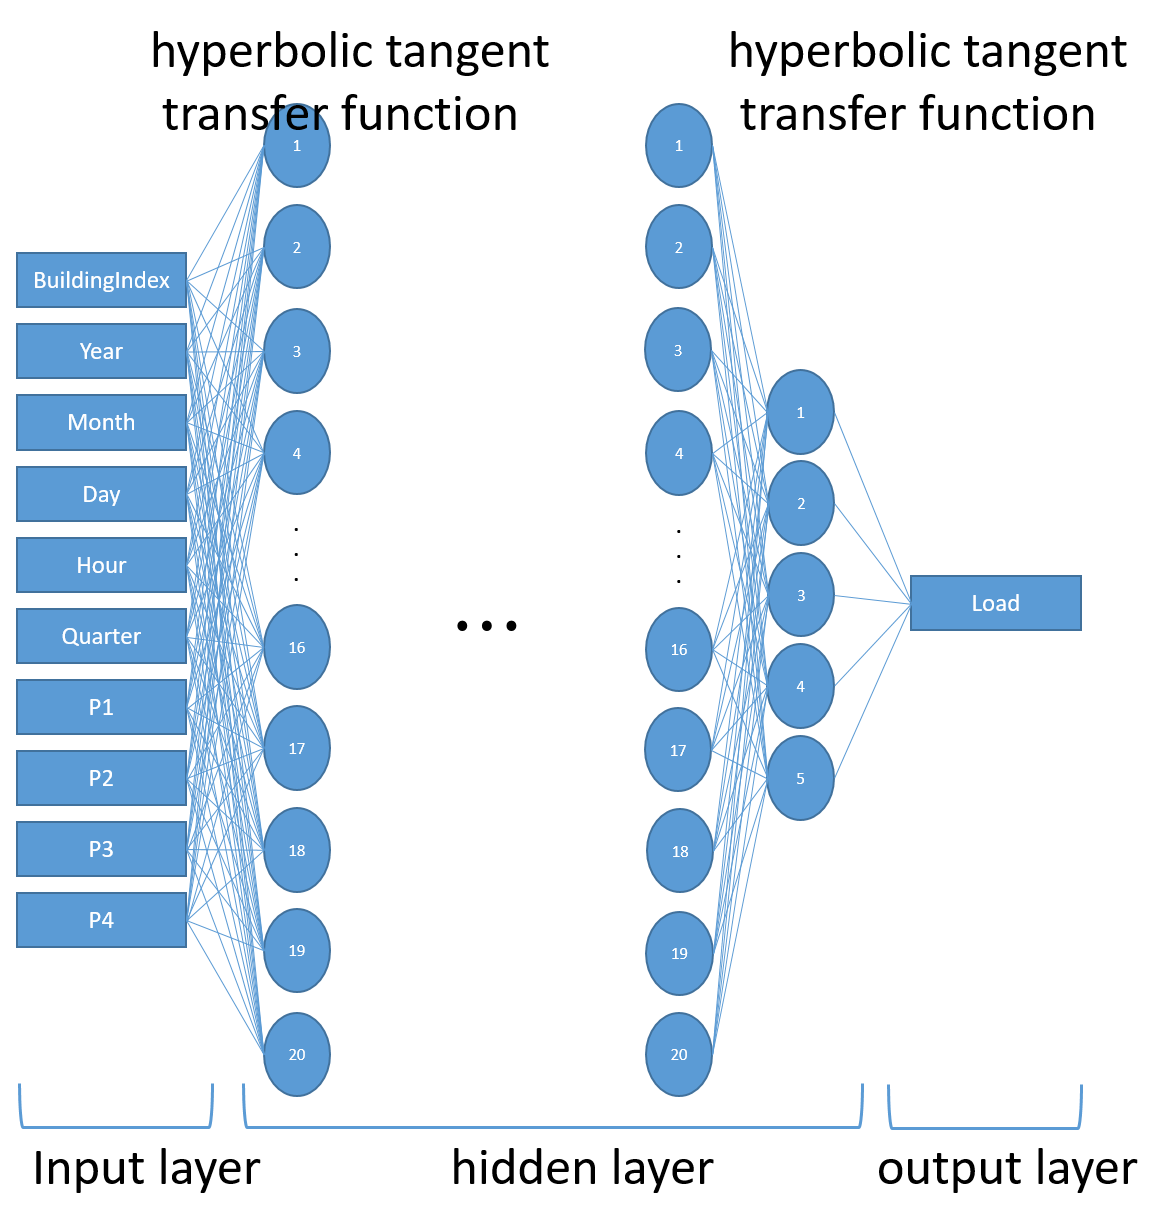 hyperbolic tangent
transfer function
hyperbolic tangent
transfer function
BuildingIndex
Year
Month
Day
Hour
Quarter
P1
P2
P3
P4
1
2
3
4
.
.
.
16
17
18
19
20
...
1
2
3
4
.
.
.
16
17
18
19
20
1
2
3
4
5
Load
Input layer
hidden layer
output layer